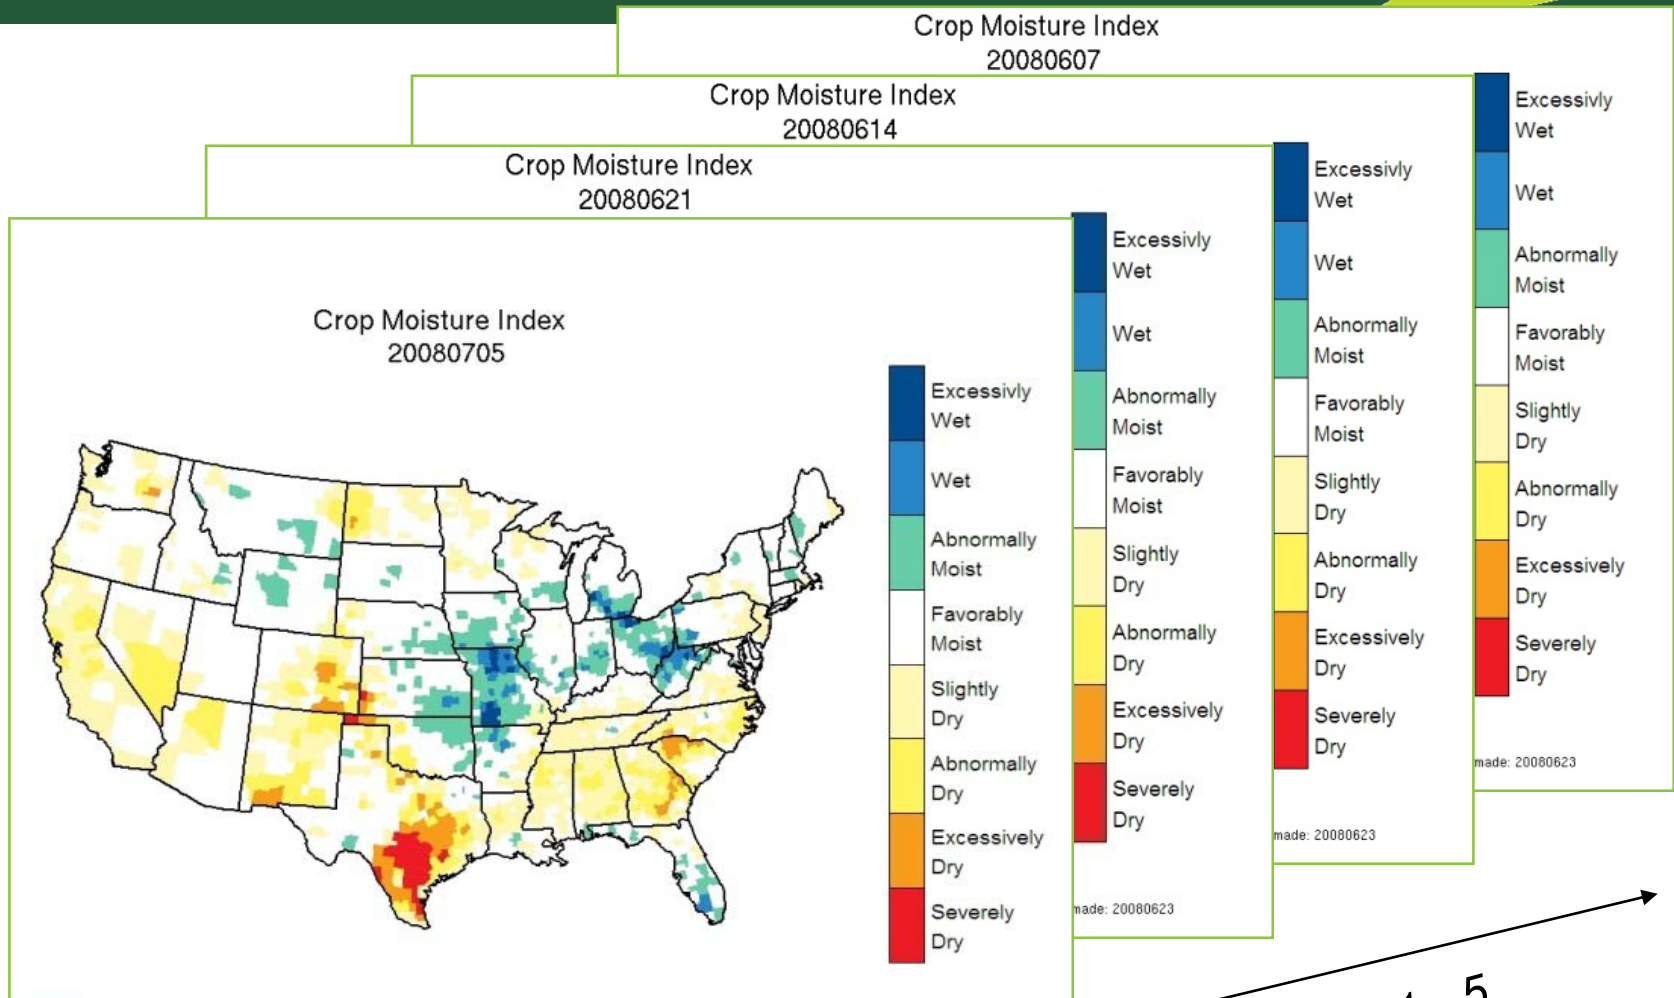 Crop Moisture Index
20080607
Excessivly
Wet
Wet
Abnormally
Moist
Favorably
Moist
Slightly
Dry
Abnormally
Dry
Excessively
Dry
Severely
Dry
made: 20080623
Crop Moisture Index
20080614
Excessivly
Wet
Wet
Abnormally
Moist
Favorably
Moist
Slightly
Dry
Abnormally
Dry
Excessively
Dry
Severely
Dry
made: 20080623
Crop Moisture Index
20080621
Excessivly
Wet
Wet
Abnormally
Moist
Favorably
Moist
Slightly
Dry
Abnormally
Dry
Excessively
Dry
Severely
Dry
made: 20080623
Crop Moisture Index
20080705
Excessivly
Wet
Wet
Abnormally
Moist
Favorably
Moist
Slightly
Dry
Abnormally
Dry
Excessively
Dry
Severely
Dry
5